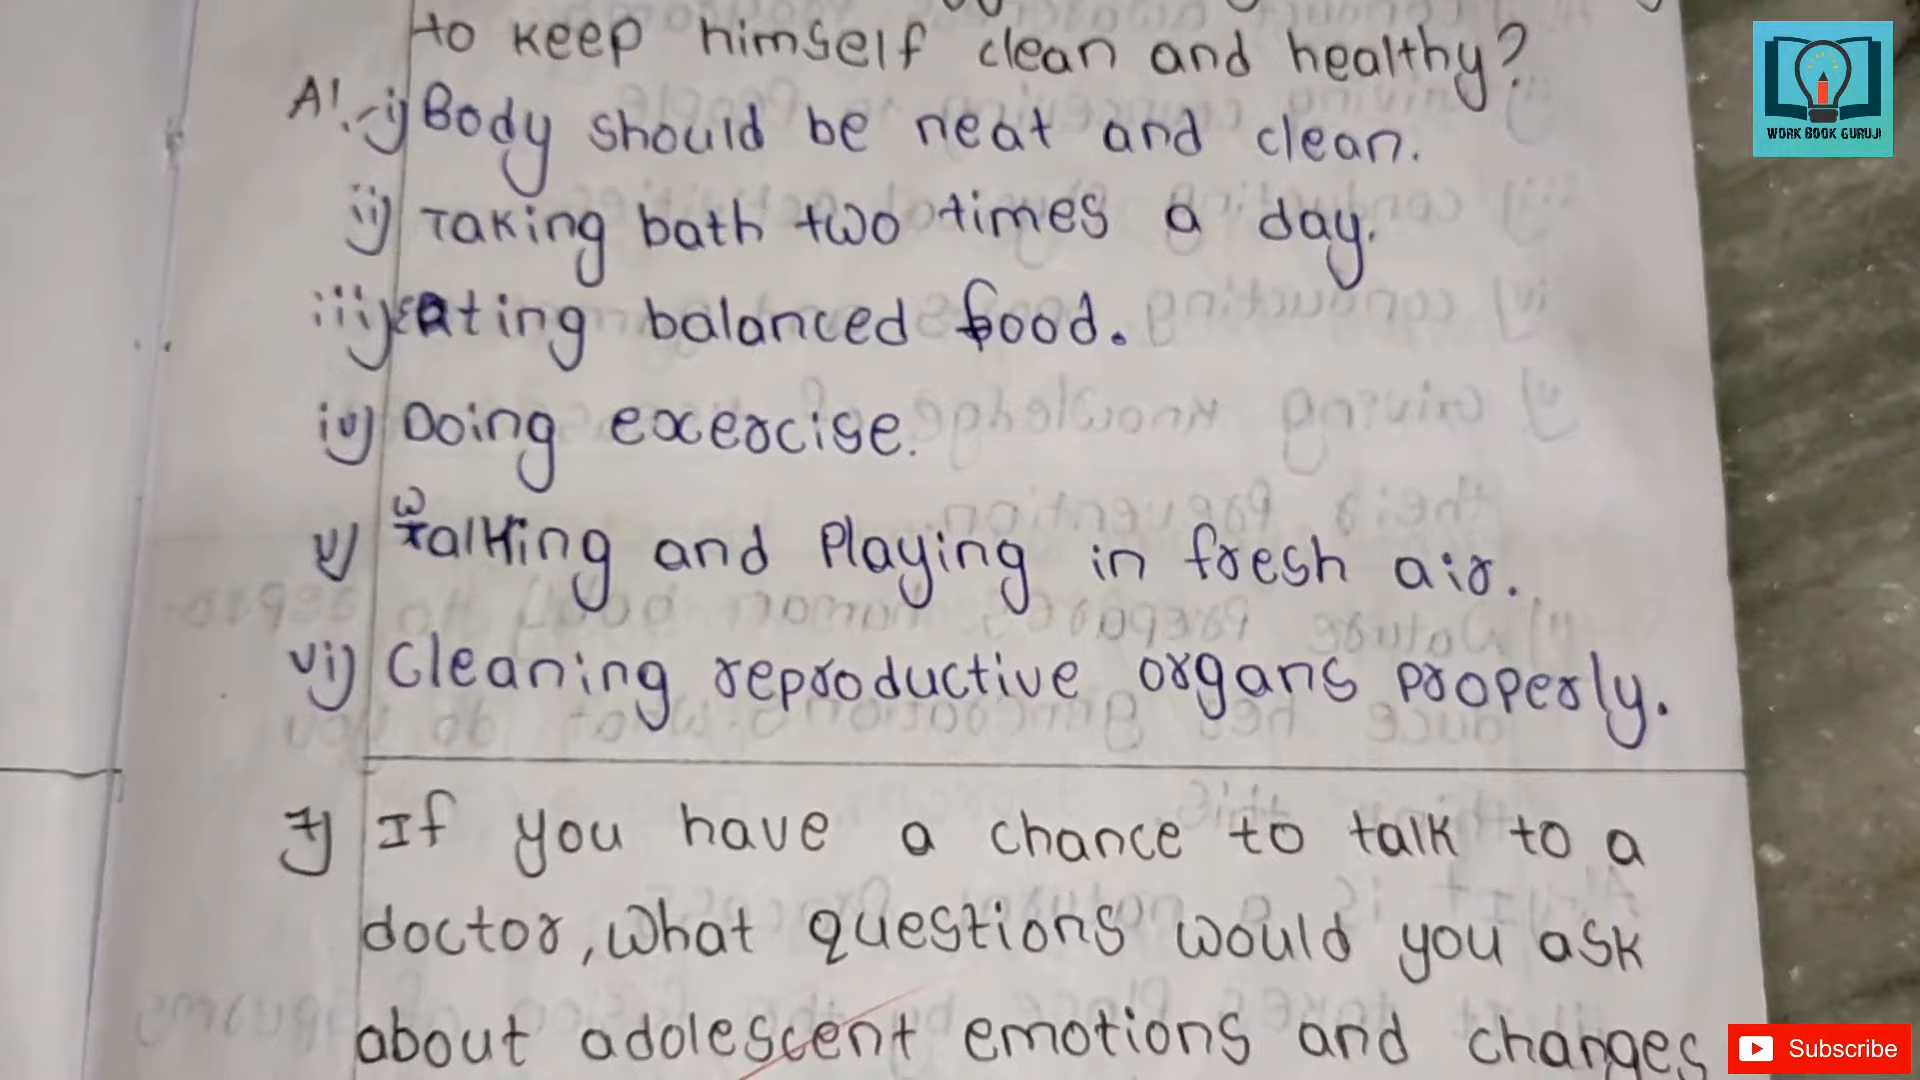 to keep himself clean and healthy?
A! -i) Body should be neat and clean.
ii) Taking bath two times a day.
iii) eating balanced food.
iv) Doing excercise.
v) walking and Playing in fresh air.
vi) Cleaning reproductive organs properly.
7) If you have a chance to talk to a
doctor, what questions would you ask
about adolescent emotions and changes
WORK BOOK GURUJI
Subscribe